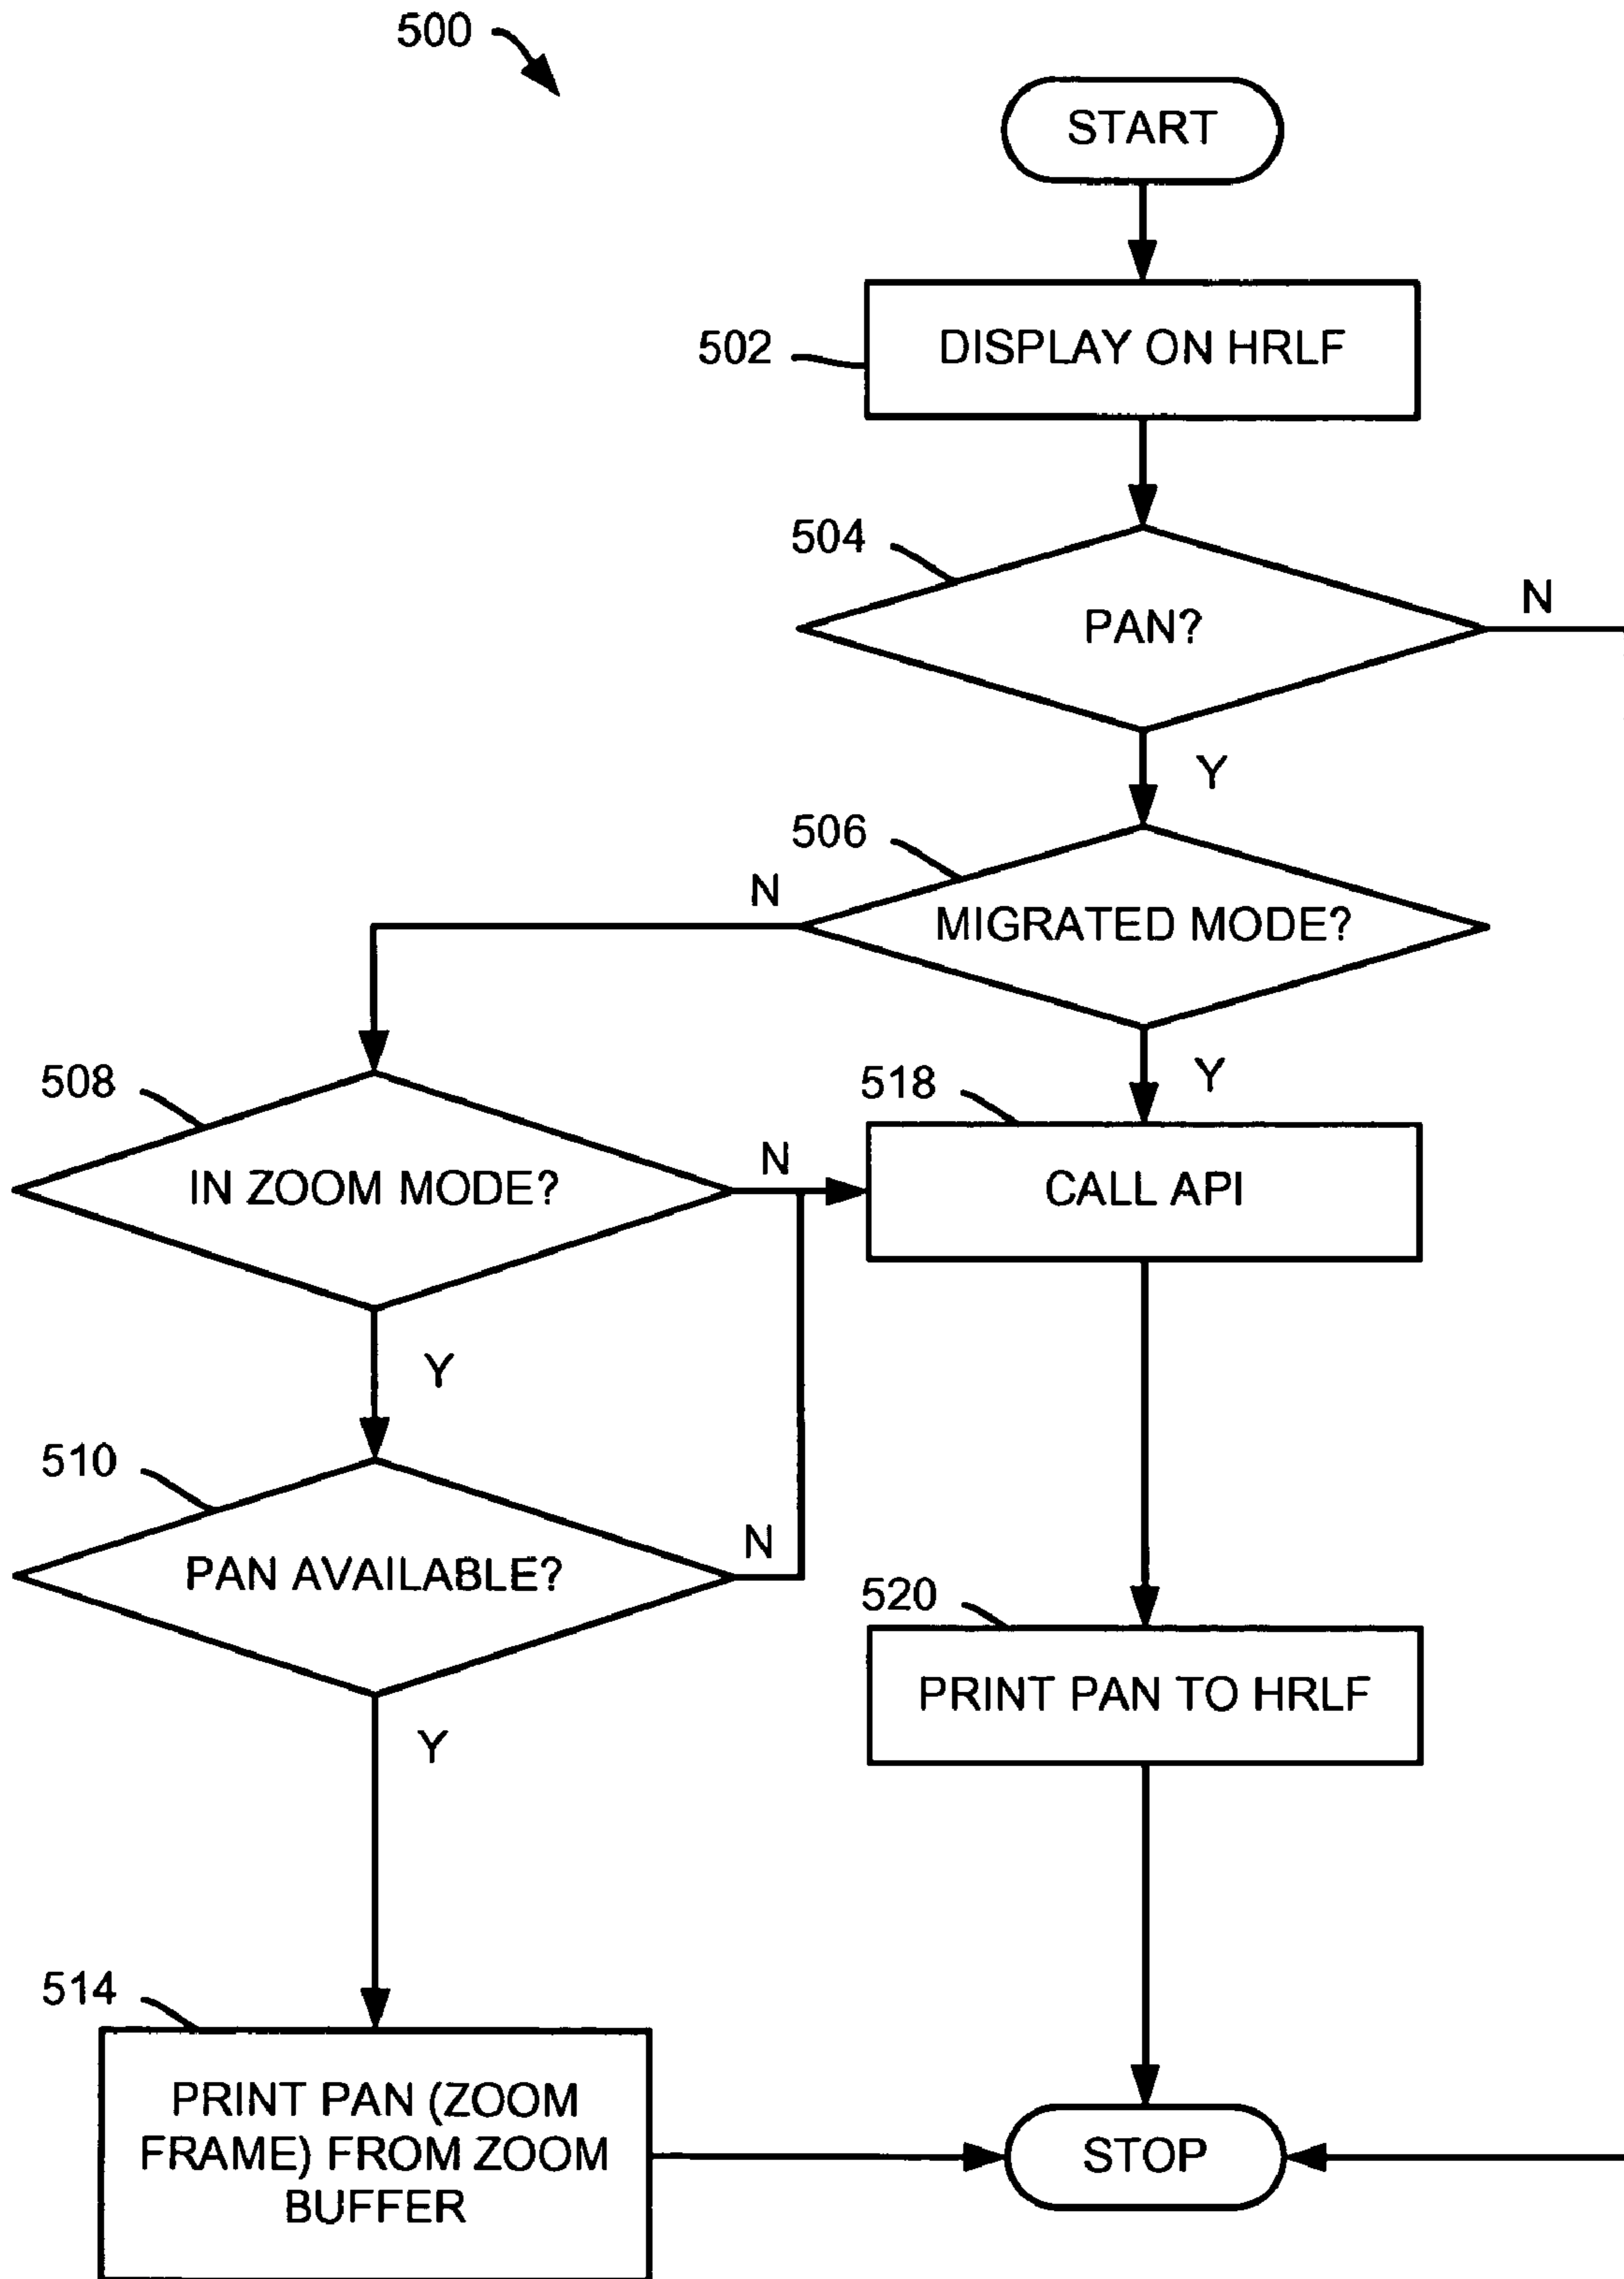 500
START
502
DISPLAY ON HRLF
504
PAN?
N
Y
506
N
MIGRATED MODE?
Y
508
518
IN ZOOM MODE?
N
CALL API
Y
510
PAN AVAILABLE?
N
520
PRINT PAN TO HRLF
Y
514
PRINT PAN (ZOOM
FRAME) FROM ZOOM
BUFFER
STOP